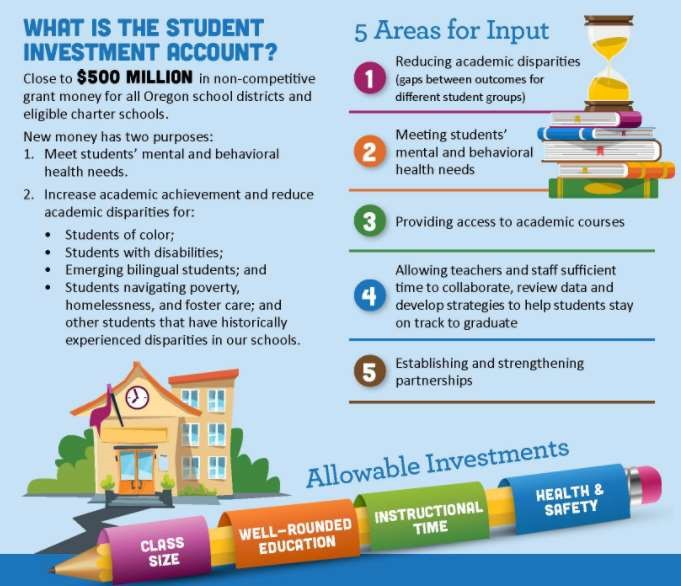 WHAT IS THE STUDENT
INVESTMENT ACCOUNT?
Close to $500 MILLION in non-competitive
grant money for all Oregon school districts and
eligible charter schools.
New money has two purposes:
1. Meet students' mental and behavioral
health needs.
2. Increase academic achievement and reduce
academic disparities for:
• Students of color;
• Students with disabilities;
• Emerging bilingual students; and
• Students navigating poverty,
homelessness, and foster care; and
other students that have historically
experienced disparities in our schools.
5 Areas for Input
1
Reducing academic disparities
(gaps between outcomes for
different student groups)
2
Meeting students'
mental and behavioral
health needs
3
Providing access to academic courses
4
Allowing teachers and staff sufficient
time to collaborate, review data and
develop strategies to help students stay
on track to graduate
5
Establishing and strengthening
partnerships
Allowable Investments
CLASS
SIZE
WELL-ROUNDED
EDUCATION
INSTRUCTIONAL
TIME
HEALTH &
SAFETY